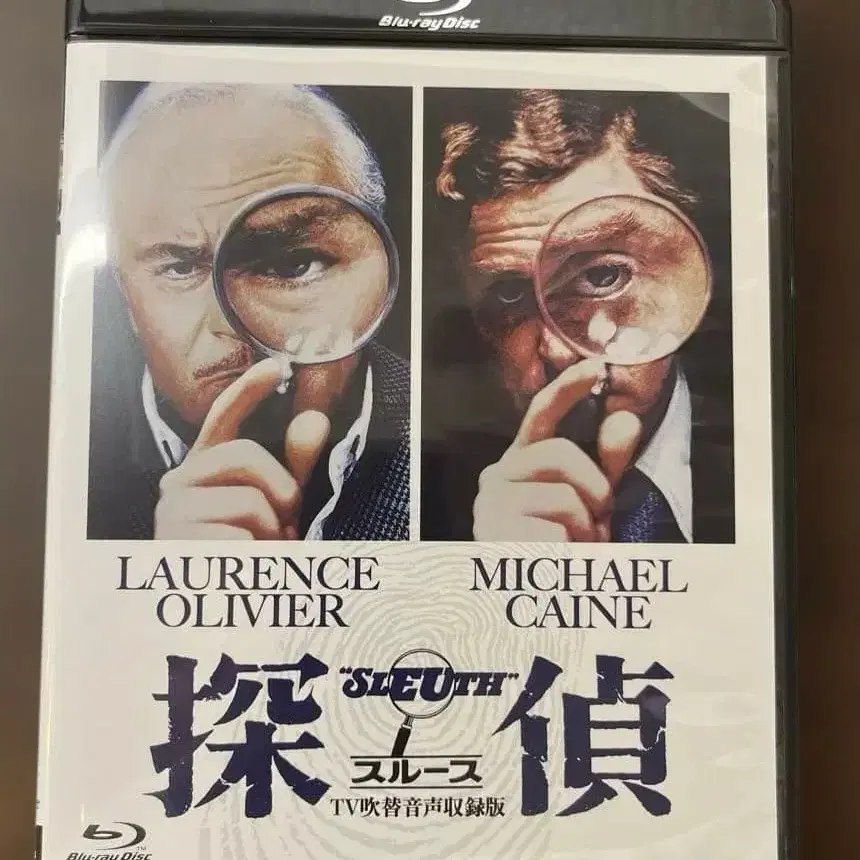 Blu-ray Disc
LAURENCE
OLIVIER
MICHAEL
CAINE
探偵
"SLEUTH"
スルース
TV吹替音声収録版
Blu-ray Disc